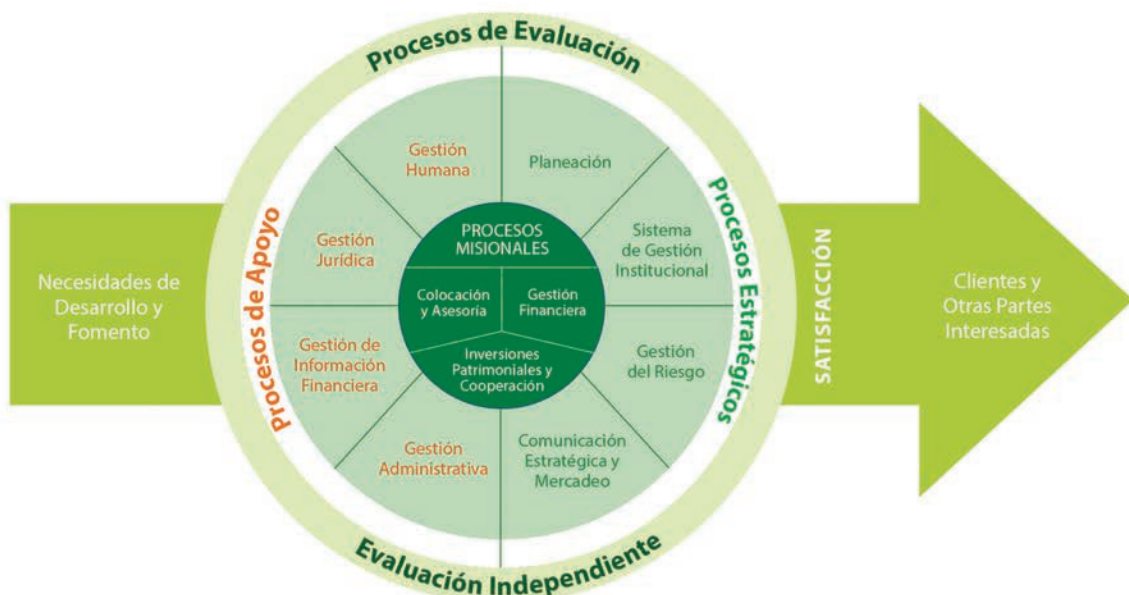 Procesos de Evaluación
Necesidades de
Desarrollo y
Fomento
Procesos de Apoyo
Gestión
Humana
Gestión
Jurídica
Gestión de
Información
Financiera
Gestión
Administrativa
PROCESOS
MISIONALES
Colocación
y Asesoría
Gestión
Financiera
Inversiones
Patrimoniales y
Cooperación
Planeación
Sistema
de Gestión
Institucional
Gestión
del Riesgo
Comunicación
Estratégica y
Mercadeo
Procesos Estratégicos
Evaluación Independiente
SATISFACCIÓN
Clientes y
Otras Partes
Interesadas